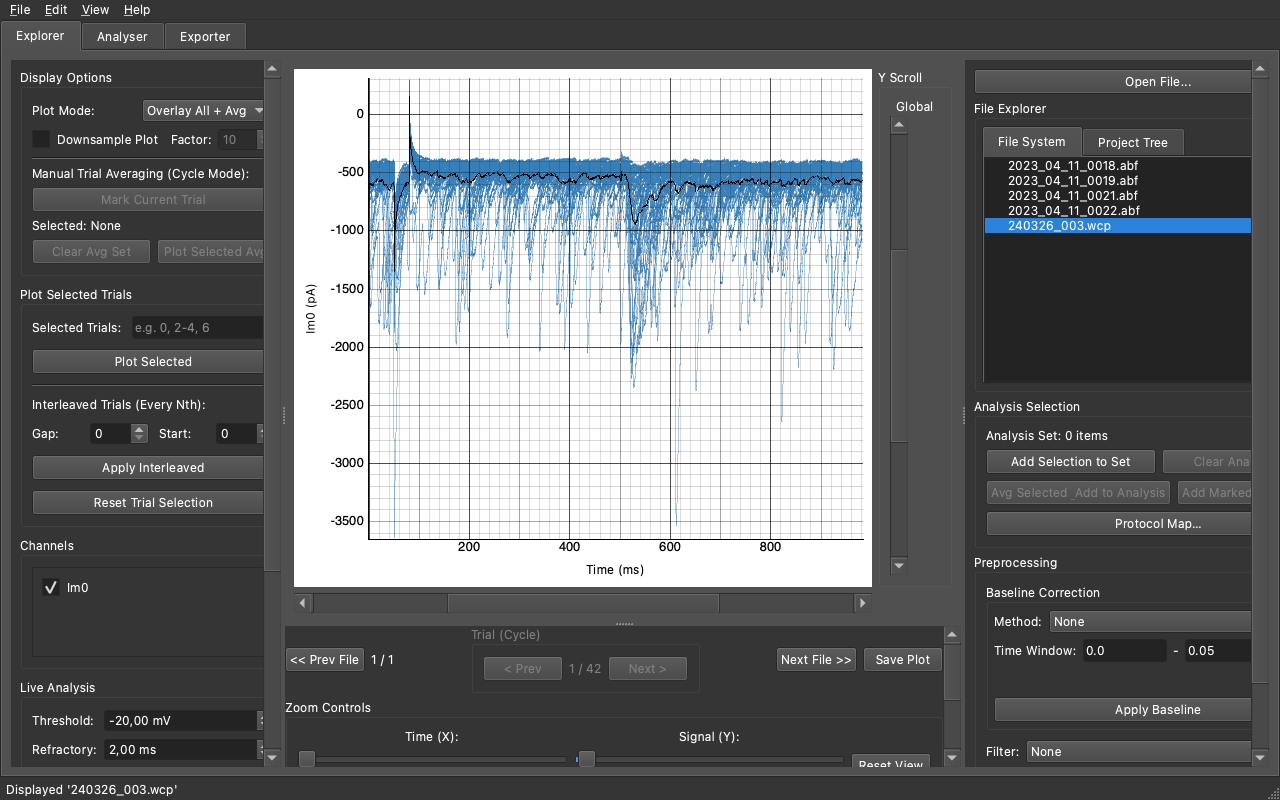 File Edit View Help
Explorer Analyser Exporter
Display Options
Plot Mode: Overlay All + Avg
Downsample Plot Factor: 10
Manual Trial Averaging (Cycle Mode):
Mark Current Trial
Selected: None
Clear Avg Set Plot Selected Avg
Plot Selected Trials
Selected Trials: e.g. 0, 2-4, 6
Plot Selected
Interleaved Trials (Every Nth):
Gap: 0 Start: 0
Apply Interleaved
Reset Trial Selection
Channels
Im0
Live Analysis
Threshold: -20,00 mV
Refractory: 2,00 ms
0
-500
-1000
-1500
-2000
-2500
-3000
-3500
Im0 (pA)
200 400 600 800
Time (ms)
Y Scroll
Global
Trial (Cycle)
<< Prev File 1 / 1 < Prev 1 / 42 Next > Next File >> Save Plot
Zoom Controls
Time (X): Signal (Y):
Reset View
Open File...
File Explorer
File System Project Tree
2023_04_11_0018.abf
2023_04_11_0019.abf
2023_04_11_0021.abf
2023_04_11_0022.abf
240326_003.wcp
Analysis Selection
Analysis Set: 0 items
Add Selection to Set Clear Ana
Avg Selected _Add to Analysis Add Marked
Protocol Map...
Preprocessing
Baseline Correction
Method: None
Time Window: 0.0 - 0.05
Apply Baseline
Filter: None
Displayed '240326_003.wcp'